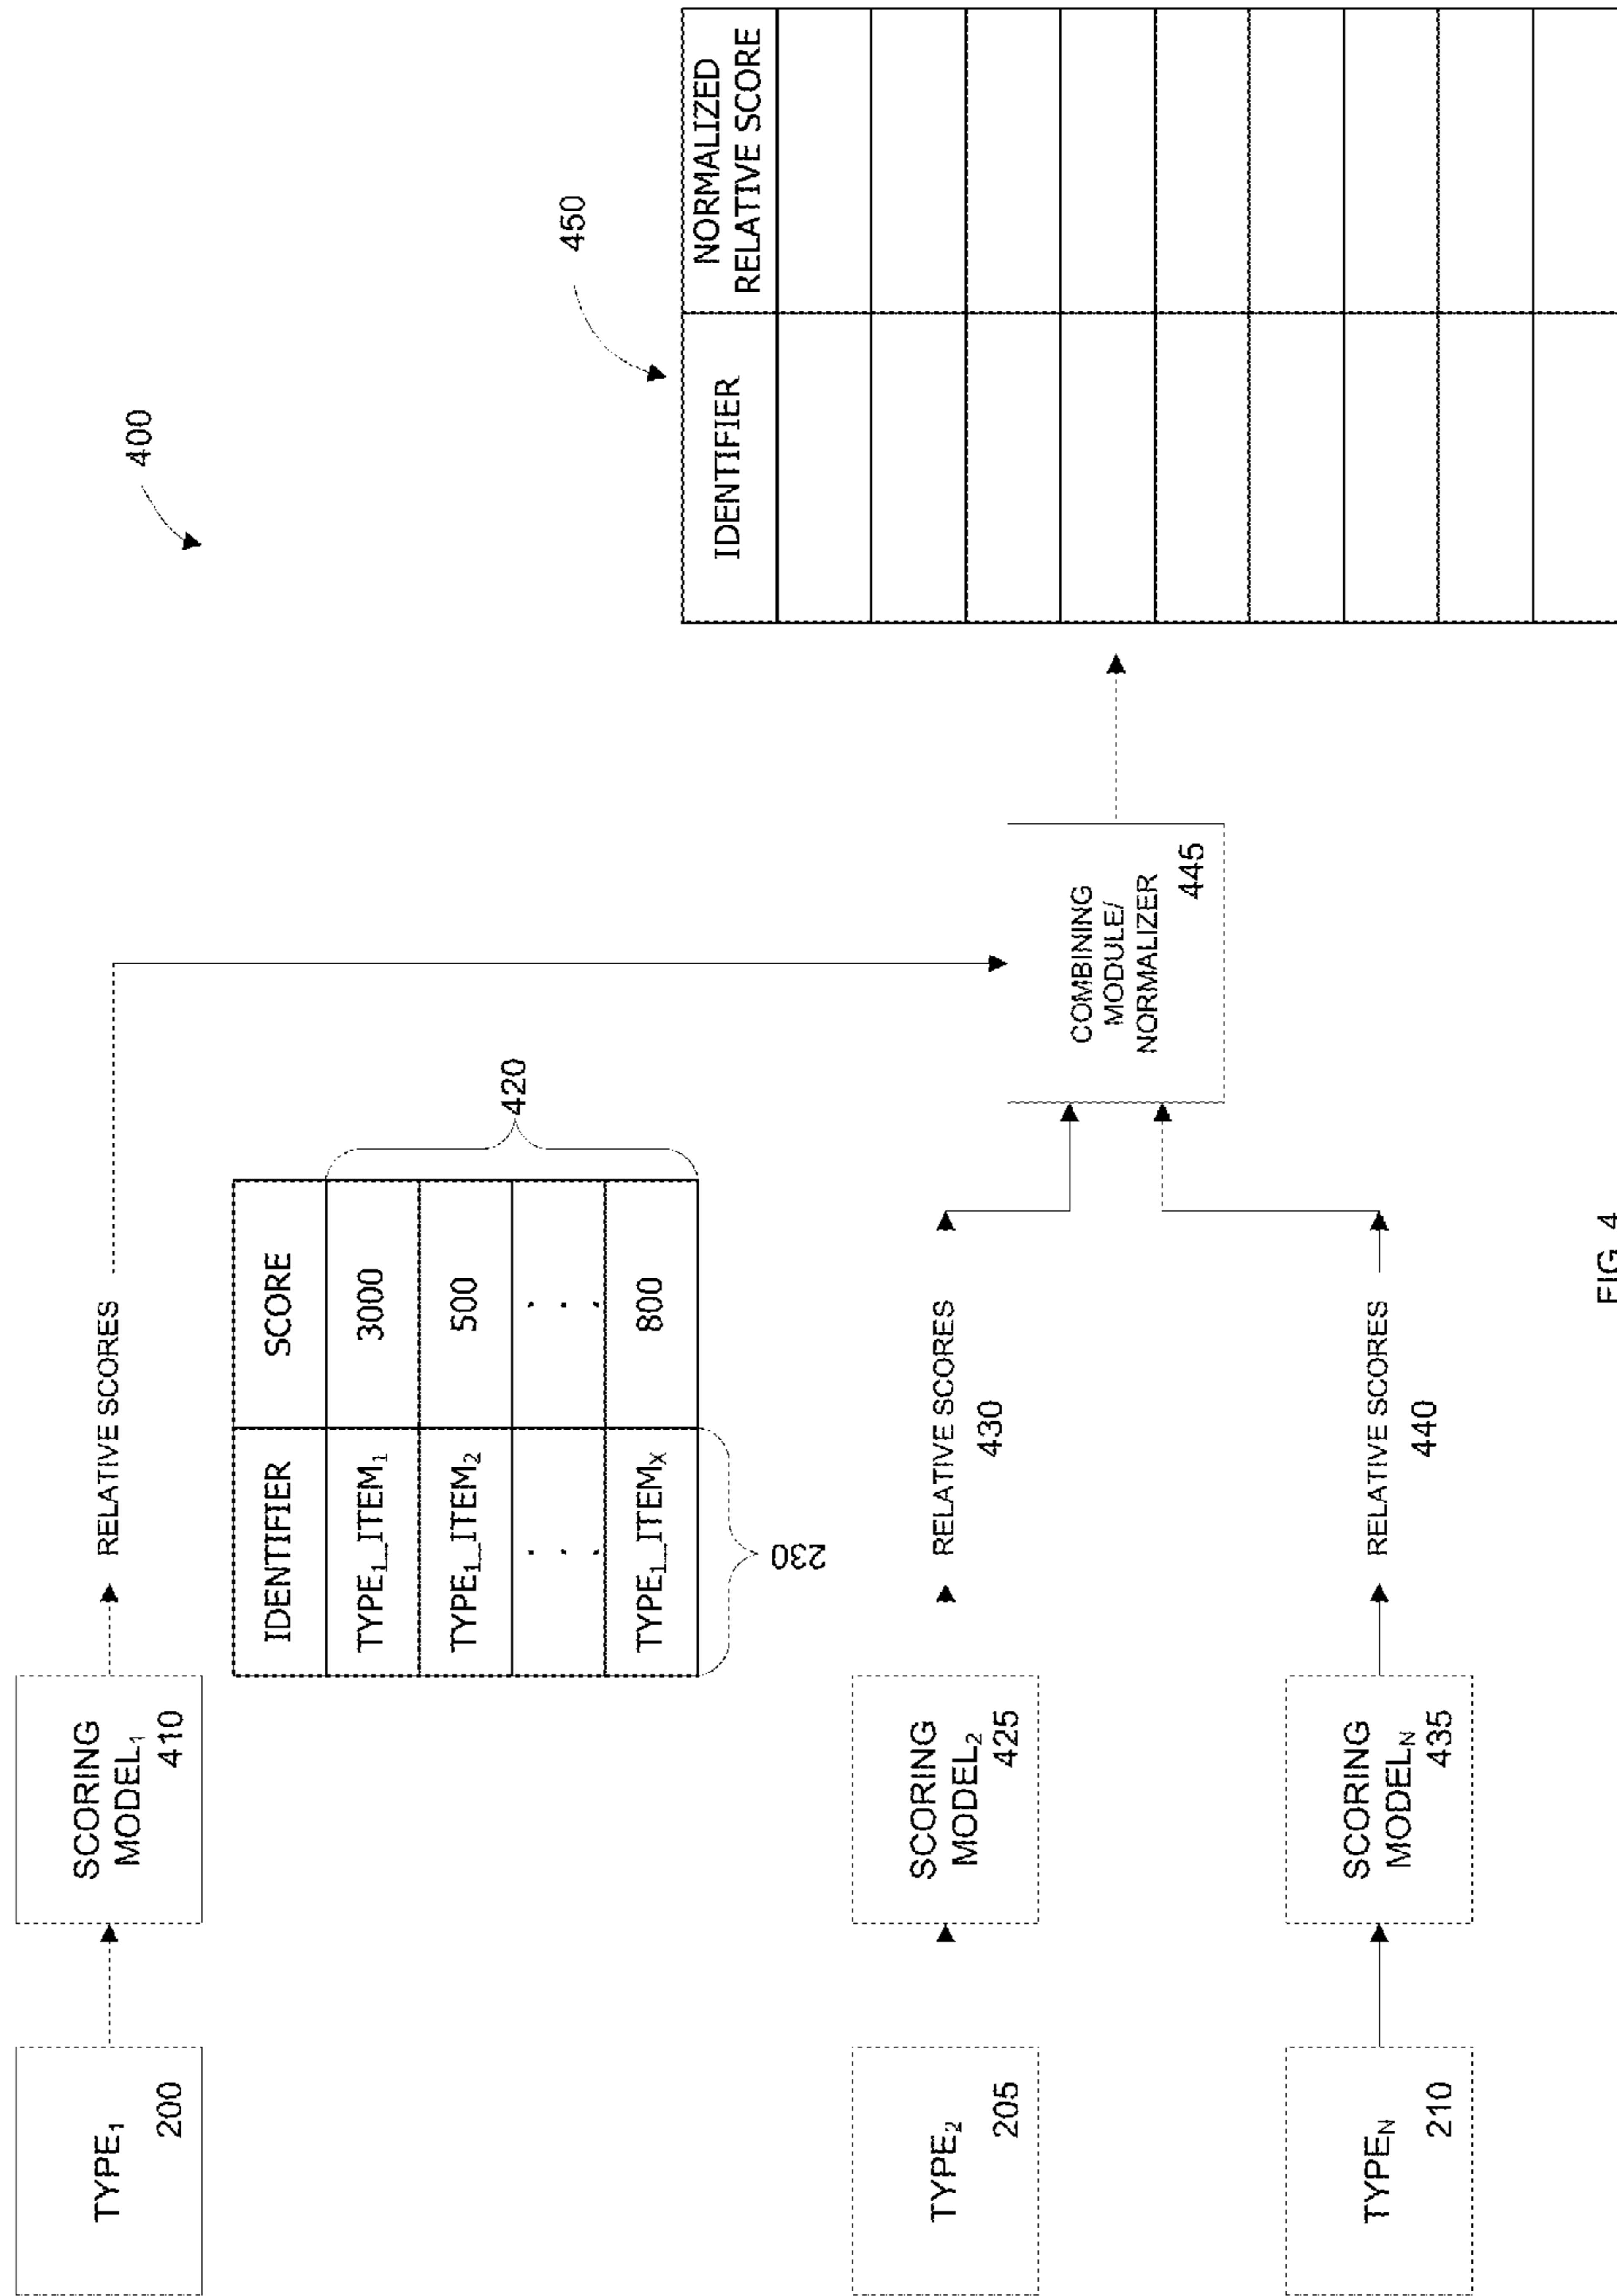 400
TYPE₁
200
SCORING
MODEL₁
410
RELATIVE SCORES
IDENTIFIER SCORE
TYPE₁_ITEM₁ 3000
TYPE₁_ITEM₂ 500
. . . . . .
TYPE₁_ITEMₓ 800
230
420
TYPE₂
205
SCORING
MODEL₂
425
RELATIVE SCORES
430
TYPE_N
210
SCORING
MODEL_N
435
RELATIVE SCORES
440
COMBINING
MODULE/
NORMALIZER
445
450
IDENTIFIER NORMALIZED
RELATIVE SCORE
FIG. 4